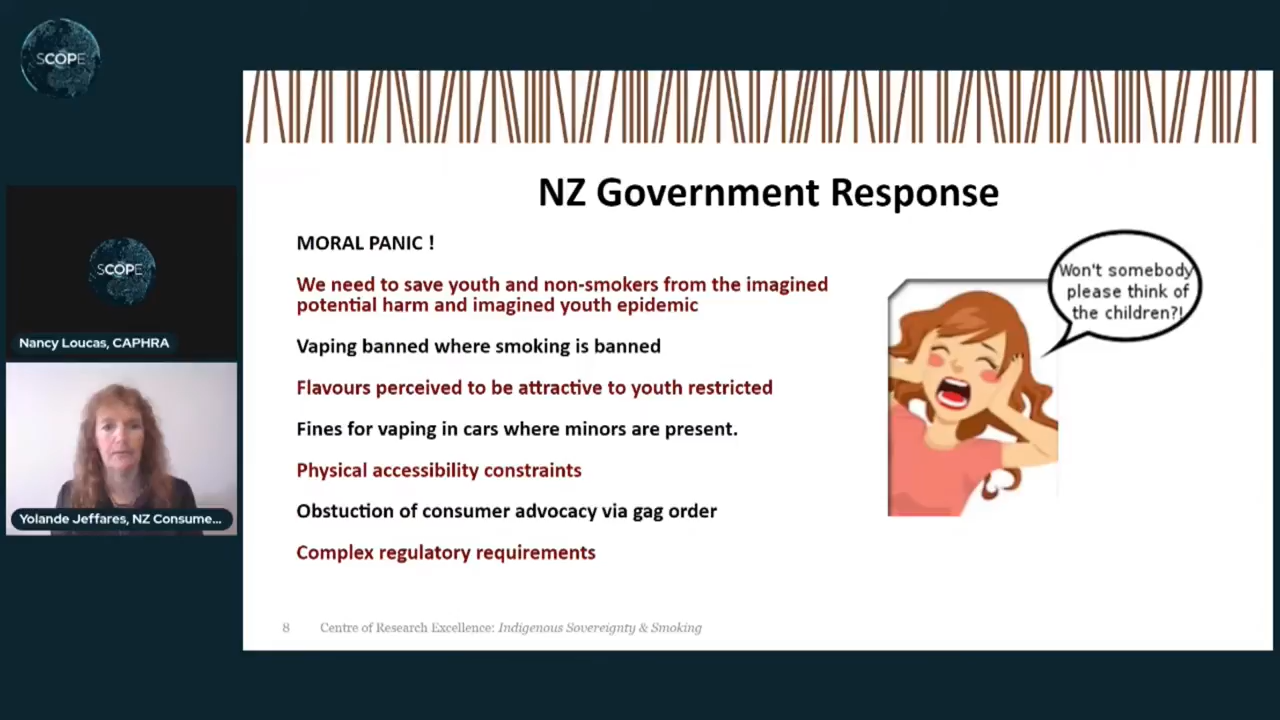 SCOPE
NZ Government Response
MORAL PANIC !
We need to save youth and non-smokers from the imagined
potential harm and imagined youth epidemic
Vaping banned where smoking is banned
Flavours perceived to be attractive to youth restricted
Fines for vaping in cars where minors are present.
Physical accessibility constraints
Obstuction of consumer advocacy via gag order
Complex regulatory requirements
Won't somebody
please think of
the children?!
SCOPE
Nancy Loucas, CAPHRA
Yolande Jeffares, NZ Consume...
8 Centre of Research Excellence: Indigenous Sovereignty & Smoking